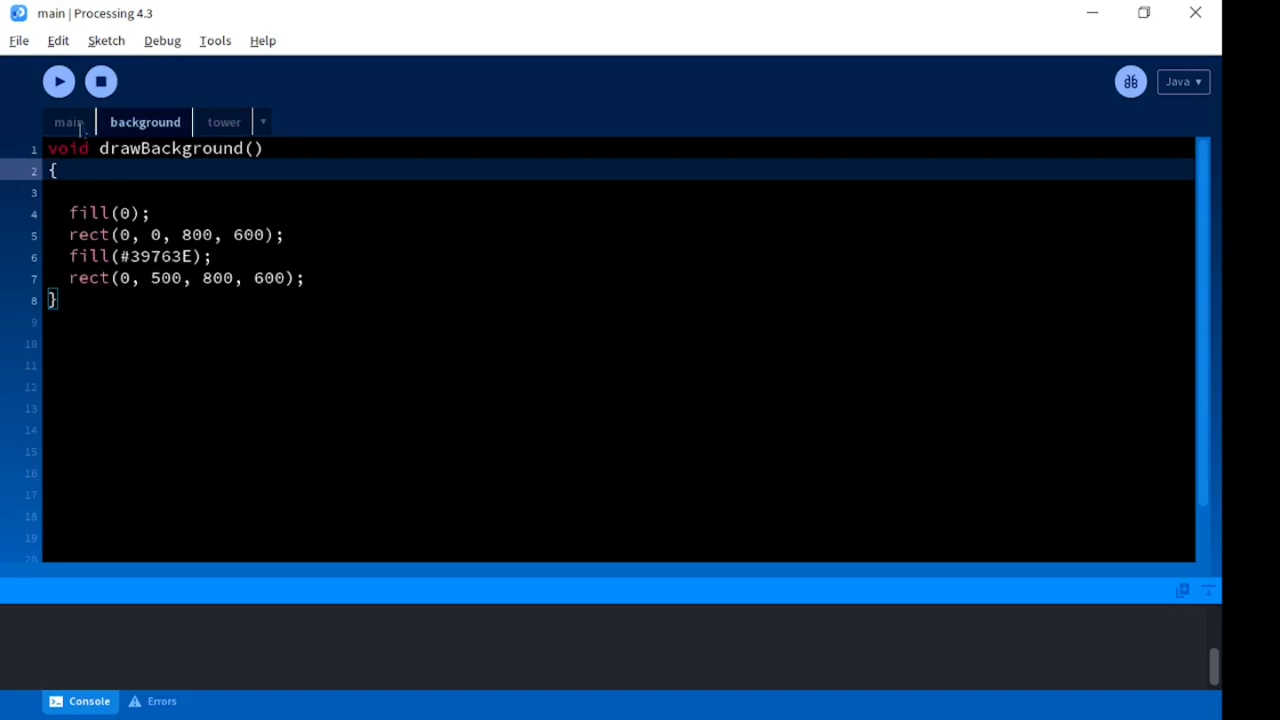 main | Processing 4.3
File Edit Sketch Debug Tools Help
Java ▾
main background tower ▾
1 void drawBackground()
2 {
3
4 fill(0);
5 rect(0, 0, 800, 600);
6 fill(#39763E);
7 rect(0, 500, 800, 600);
8 }
9
10
11
12
13
14
15
16
17
18
19
20
Console Errors